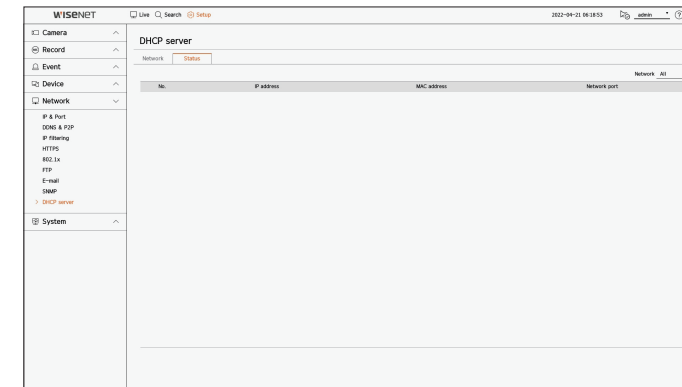 WISENET
Live Search Setup
2022-04-21 06:18:53
admin
?
Camera
Record
Event
Device
Network
IP & Port
DDNS & P2P
IP filtering
HTTPS
802.1x
FTP
E-mail
SNMP
> DHCP server
System
DHCP server
Network Status
Network All
No. IP address MAC address Network port